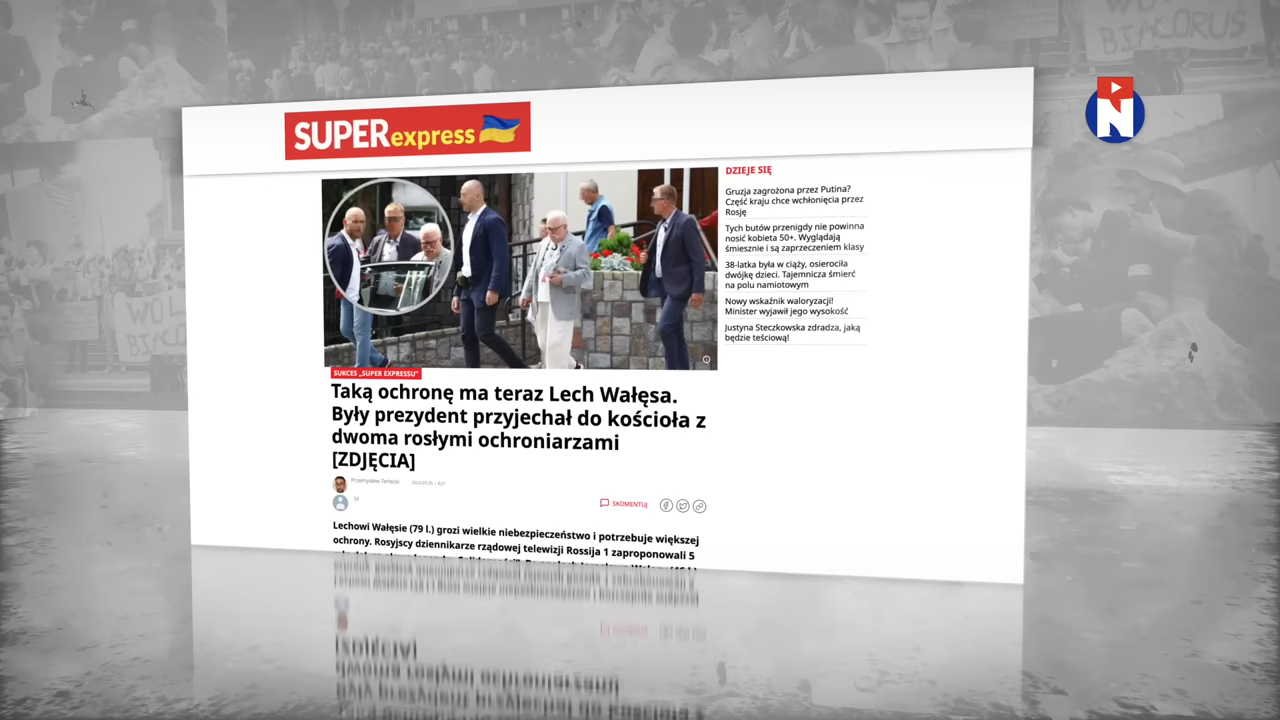 WO
BIAŁORUŚ
SUPER express
N
DZIEJE SIĘ
Gruzja zagrożona przez Putina?
Część kraju chce wchłonięcia przez
Rosję
Tych butów przenigdy nie powinna
nosić kobieta 50+. Wyglądają
śmiesznie i są zaprzeczeniem klasy
38-latka była w ciąży, osierociła
dwójkę dzieci. Tajemnicza śmierć
na polu namiotowym
Nowy wskaźnik waloryzacji!
Minister wyjawił jego wysokość
Justyna Steczkowska zdradza, jaką
będzie teściową!
SUKCES „SUPER EXPRESSU”
Taką ochronę ma teraz Lech Wałęsa.
Były prezydent przyjechał do kościoła z
dwoma rosłymi ochroniarzami
[ZDJĘCIA]
Przemysław Terlecki
SKOMENTUJ
Lechowi Wałęsie (79 l.) grozi wielkie niebezpieczeństwo i potrzebuje większej
ochrony. Rosyjscy dziennikarze rządowej telewizji Rossija 1 zaproponowali 5